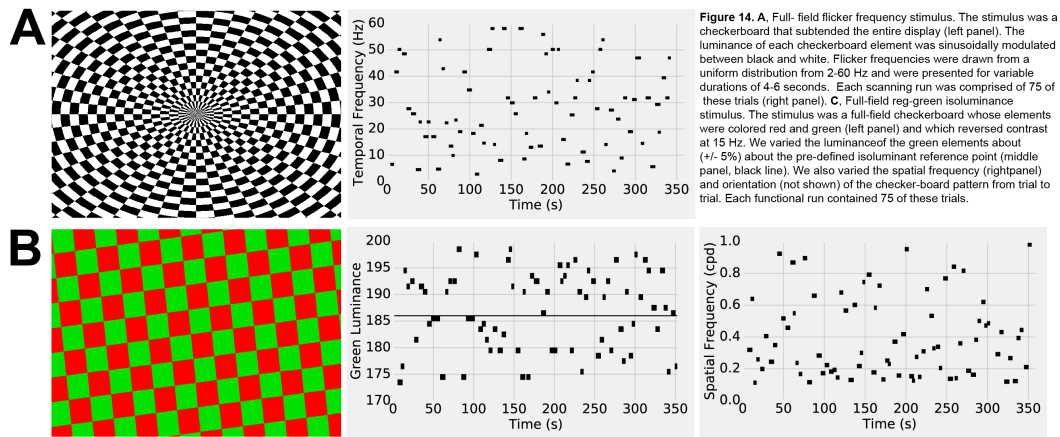 A
60
50
40
30
20
10
0
Temporal Frequency (Hz)
0 50 100 150 200 250 300 350
Time (s)
Figure 14. A, Full- field flicker frequency stimulus. The stimulus was a
checkerboard that subtended the entire display (left panel). The
luminance of each checkerboard element was sinusoidally modulated
between black and white. Flicker frequencies were drawn from a
uniform distribution from 2-60 Hz and were presented for variable
durations of 4-6 seconds. Each scanning run was comprised of 75 of
these trials (right panel). C, Full-field reg-green isoluminance
stimulus. The stimulus was a full-field checkerboard whose elements
were colored red and green (left panel) and which reversed contrast
at 15 Hz. We varied the luminanceof the green elements about
(+/- 5%) about the pre-defined isoluminant reference point (middle
panel, black line). We also varied the spatial frequency (rightpanel)
and orientation (not shown) of the checker-board pattern from trial to
trial. Each functional run contained 75 of these trials.
B
200
195
190
185
180
175
170
Green Luminance
0 50 100 150 200 250 300 350
Time (s)
1.0
0.8
0.6
0.4
0.2
0.0
Spatial Frequency (cpd)
0 50 100 150 200 250 300 350
Time (s)